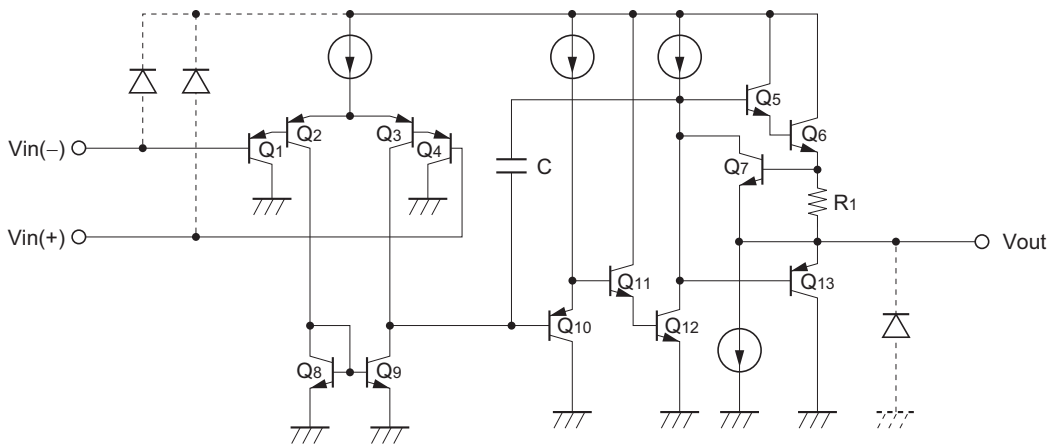 Q5
Q6
Q2
Q3
Vin(−)
Q1
Q4
Q7
C
R1
Vin(+)
Vout
Q11
Q13
Q10
Q12
Q8
Q9